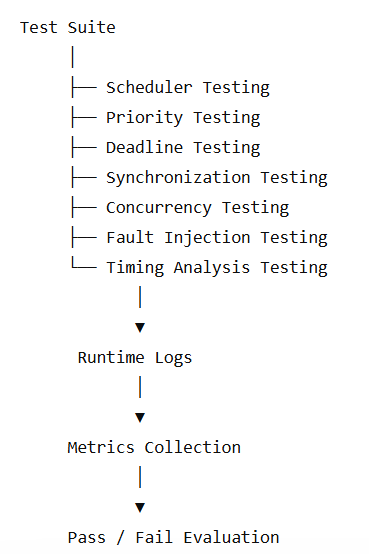 Test Suite
Scheduler Testing
Priority Testing
Deadline Testing
Synchronization Testing
Concurrency Testing
Fault Injection Testing
Timing Analysis Testing
Runtime Logs
Metrics Collection
Pass / Fail Evaluation